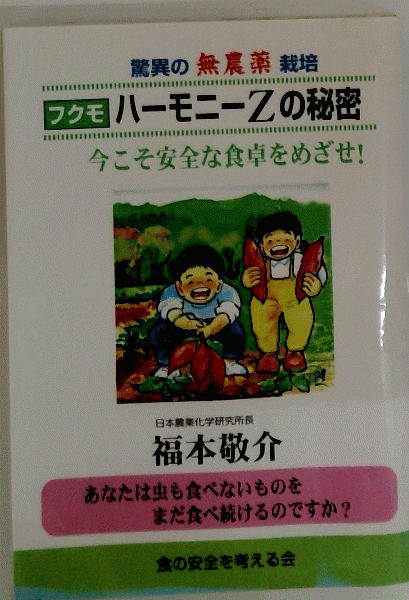 驚異の無農薬栽培
フクモ ハーモニーZの秘密
今こそ安全な食卓をめざせ!
日本農業化学研究所長
福本敬介
あなたは虫も食べないものを
まだ食べ続けるのですか?
食の安全を考える会